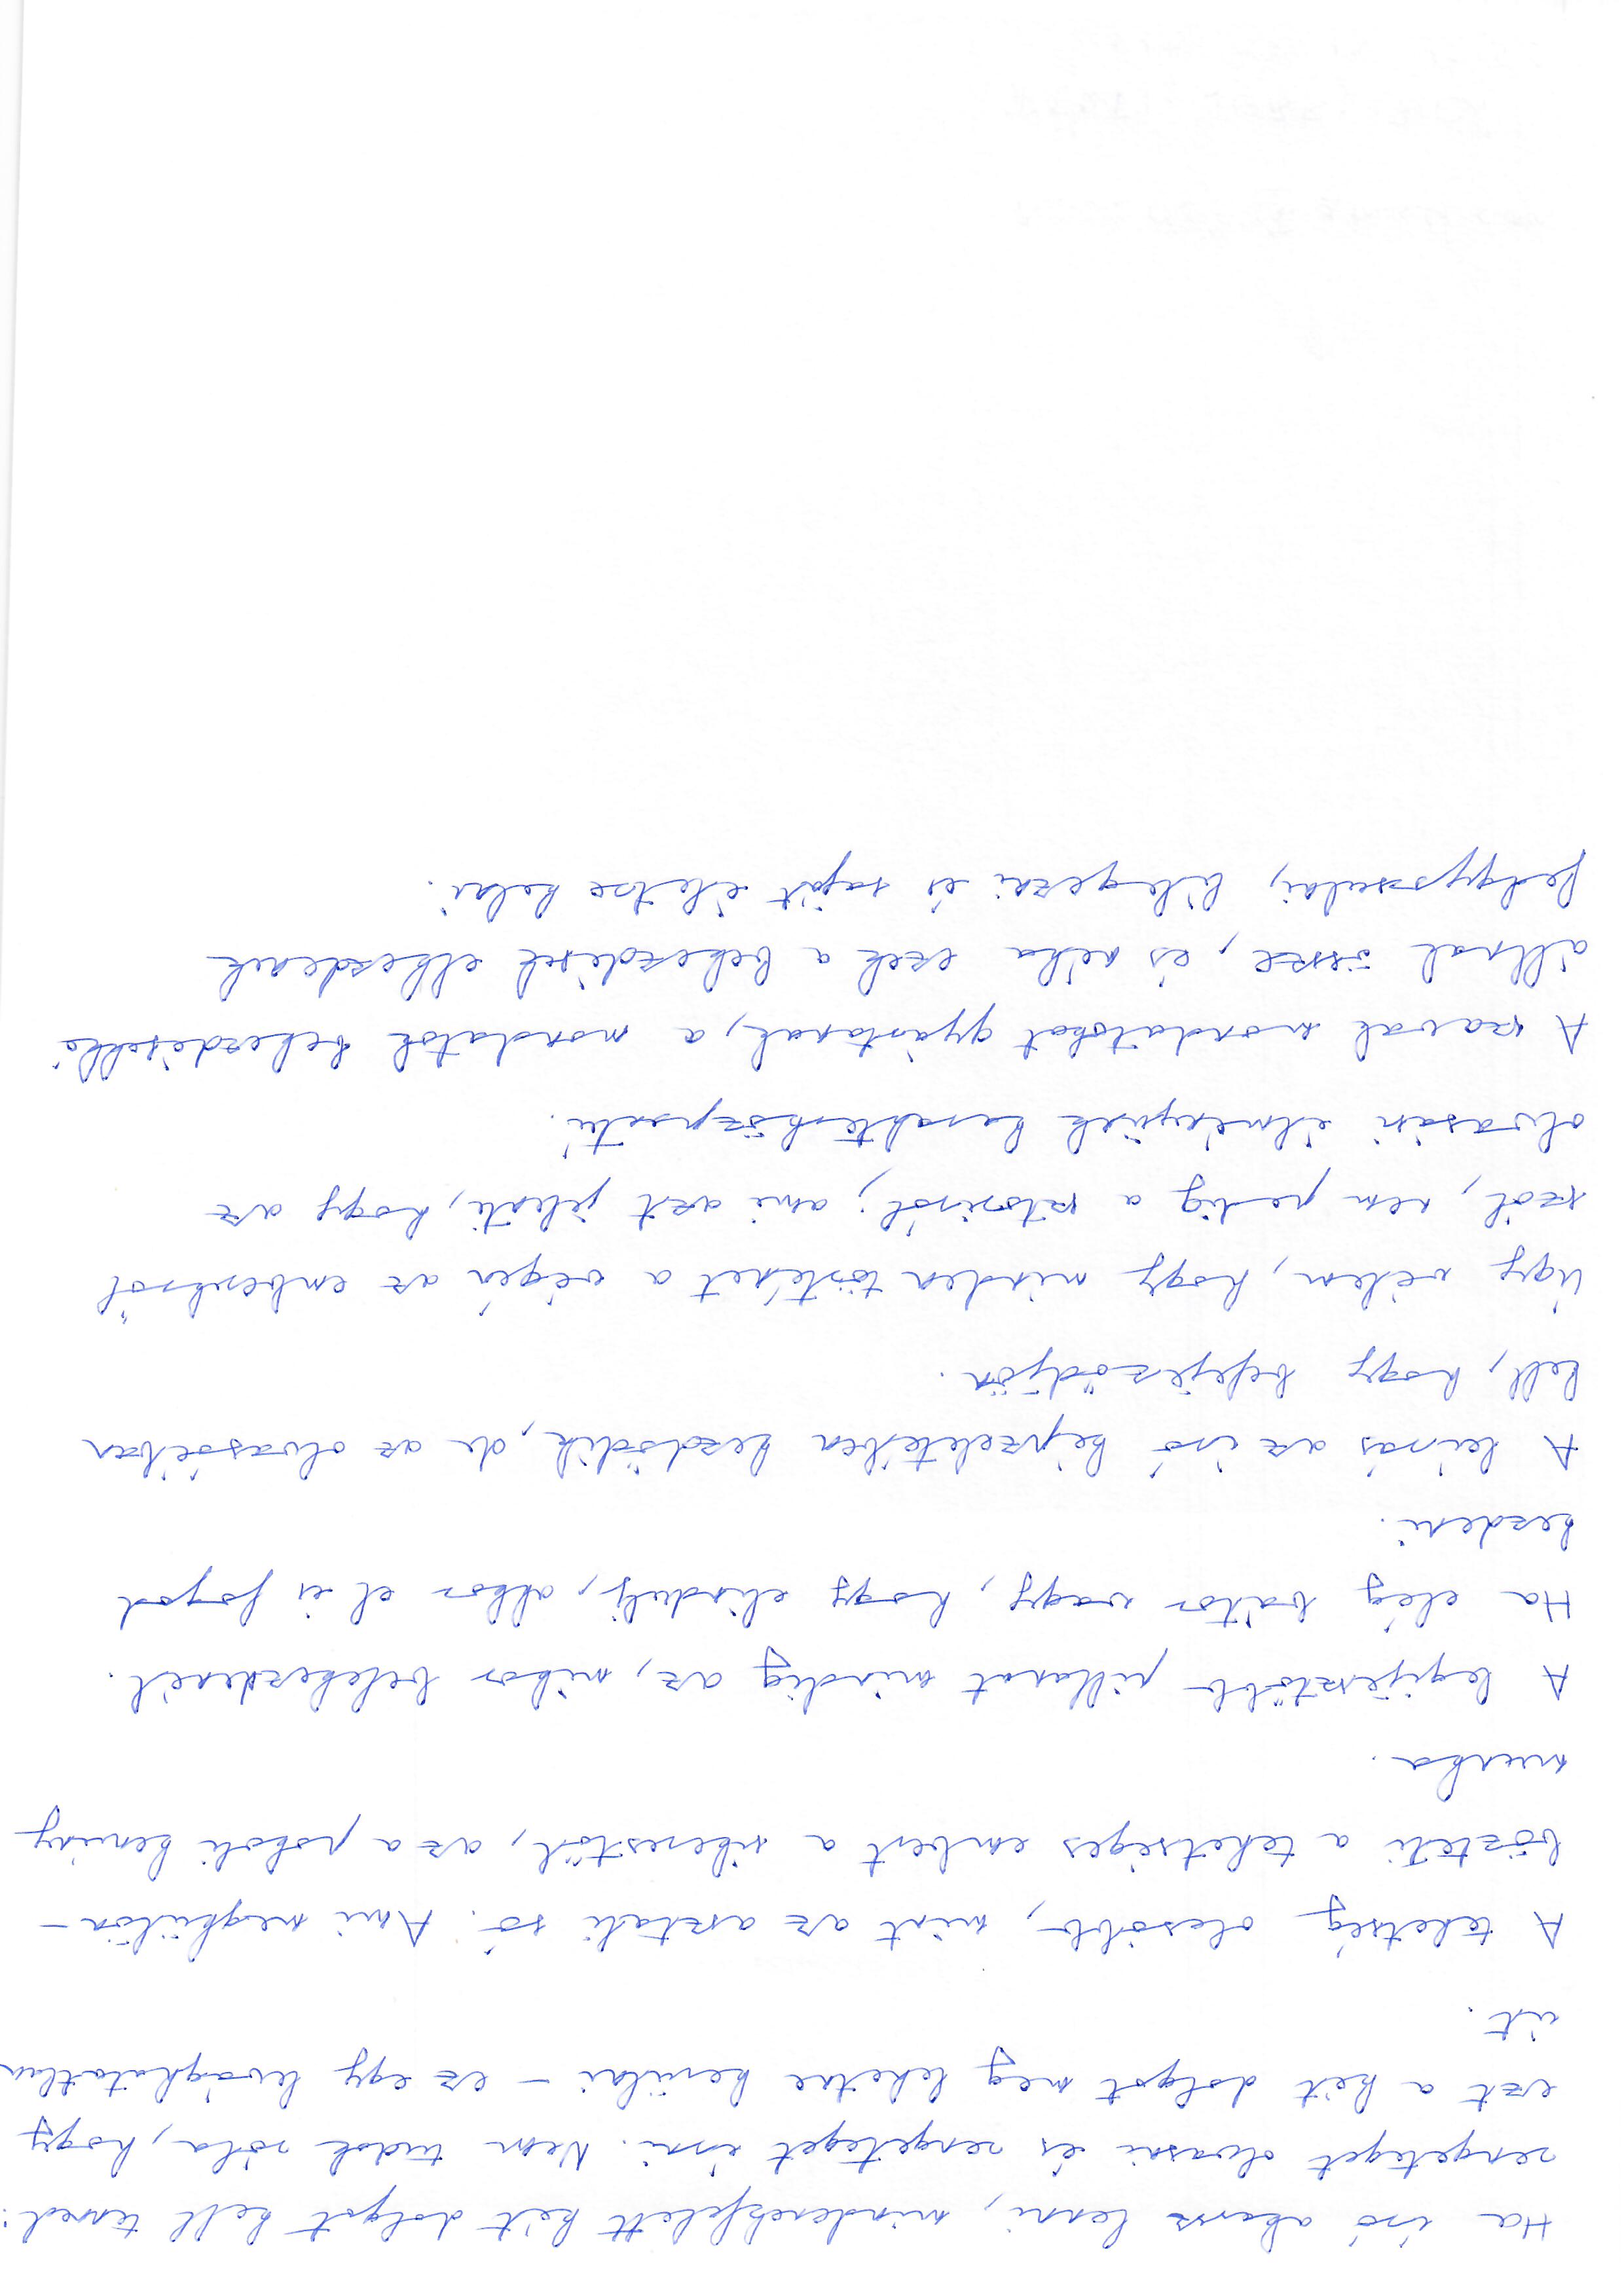 Ha író akarsz lenni, mindenekfelett két dolgot kell tenned:
rengeteget olvasni és rengeteget írni. Nem tudok róla, hogy
ezt a két dolgot meg lehetne kerülni – ez egy levághatatlan
út.
A tehetség olcsóbb, mint az asztali só. Ami megkülön-
bözteti a tehetséges embert a sikerestől, az a pokoli kemény
munka.
A legijesztőbb pillanat mindig az, mikor belekezdenél.
Ha elég bátor vagy, hogy elindulj, akkor el is fogod
kezdeni.
A leírás az író képzeletében kezdődik, de az olvasóéban
kell, hogy befejeződjön.
Úgy vélem, hogy minden történet a végén az emberekről
szól, nem pedig a sztoriról; ami azt jelenti, hogy az
olvasási élményünk karakterközpontú.
A szavak mondatokat gyártanak, a mondatok bekezdésekké
állnak össze, és néha ezek a bekezdések elkezdenek
felgyorsulni, lélegezni és saját életre kelni.